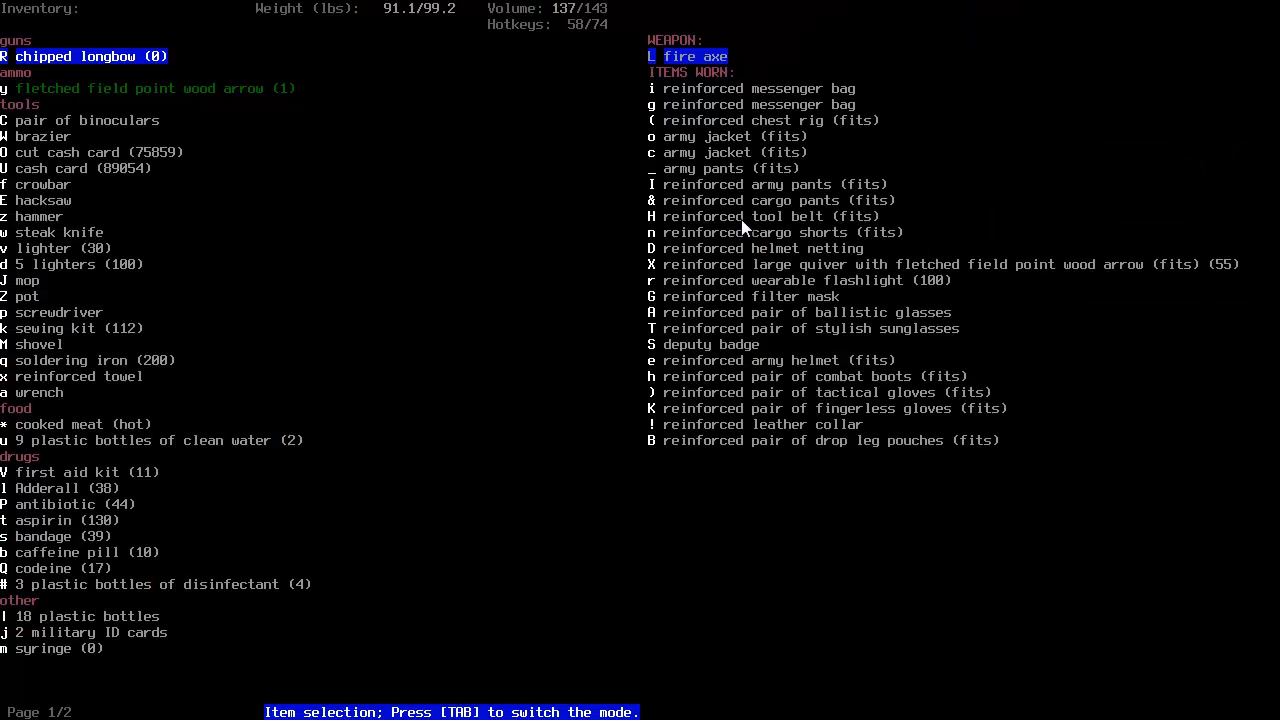 Inventory: Weight (lbs): 91.1/99.2 Volume: 137/143
Hotkeys: 58/74
guns
R chipped longbow (0)
ammo
y fletched field point wood arrow (1)
tools
C pair of binoculars
W brazier
O cut cash card (75859)
U cash card (89054)
f crowbar
E hacksaw
z hammer
w steak knife
v lighter (30)
d 5 lighters (100)
J mop
Z pot
p screwdriver
k sewing kit (112)
M shovel
q soldering iron (200)
x reinforced towel
a wrench
food
* cooked meat (hot)
u 9 plastic bottles of clean water (2)
drugs
V first aid kit (11)
l Adderall (38)
P antibiotic (44)
t aspirin (130)
s bandage (39)
b caffeine pill (10)
Q codeine (17)
# 3 plastic bottles of disinfectant (4)
other
| 18 plastic bottles
j 2 military ID cards
m syringe (0)
WEAPON:
L fire axe
ITEMS WORN:
i reinforced messenger bag
g reinforced messenger bag
( reinforced chest rig (fits)
o army jacket (fits)
c army jacket (fits)
_ army pants (fits)
I reinforced army pants (fits)
& reinforced cargo pants (fits)
H reinforced tool belt (fits)
n reinforced cargo shorts (fits)
D reinforced helmet netting
X reinforced large quiver with fletched field point wood arrow (fits) (55)
r reinforced wearable flashlight (100)
G reinforced filter mask
A reinforced pair of ballistic glasses
T reinforced pair of stylish sunglasses
S deputy badge
e reinforced army helmet (fits)
h reinforced pair of combat boots (fits)
) reinforced pair of tactical gloves (fits)
K reinforced pair of fingerless gloves (fits)
! reinforced leather collar
B reinforced pair of drop leg pouches (fits)
Page 1/2 Item selection; Press [TAB] to switch the mode.